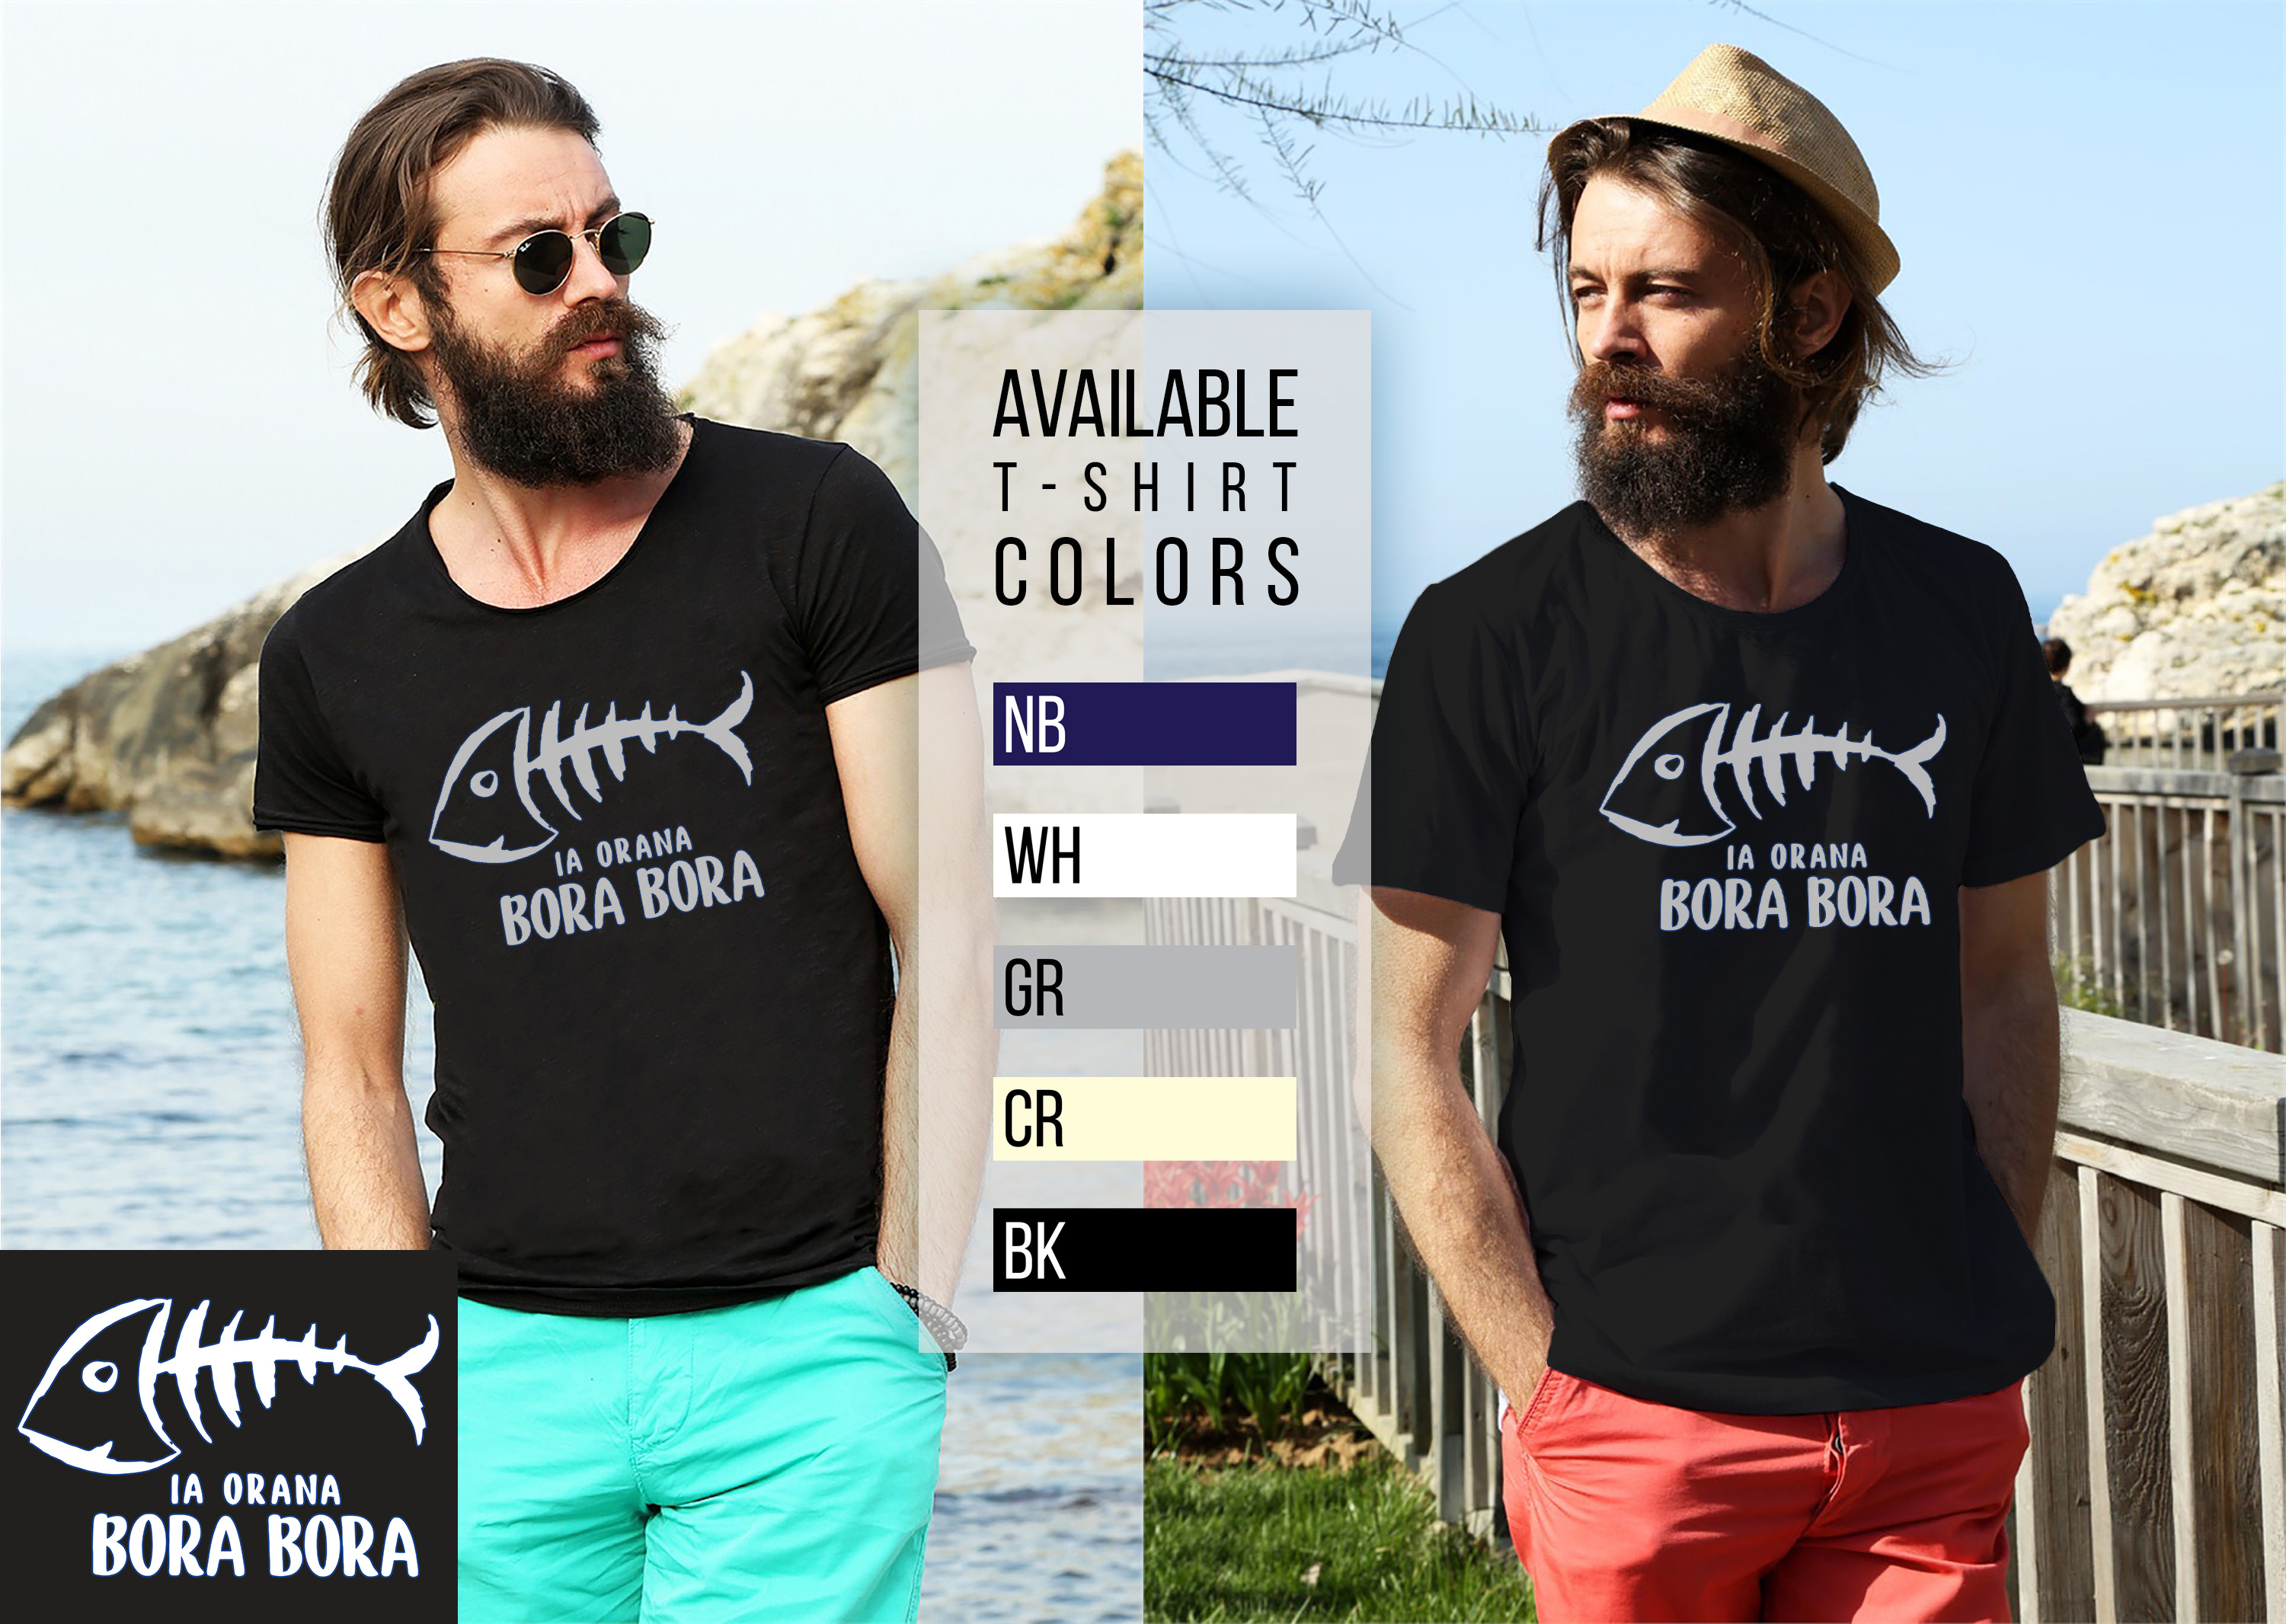 IA ORANA
BORA BORA
AVAILABLE
T-SHIRT
COLORS
NB
WH
GR
CR
BK
IA ORANA
BORA BORA
IA ORANA
BORA BORA